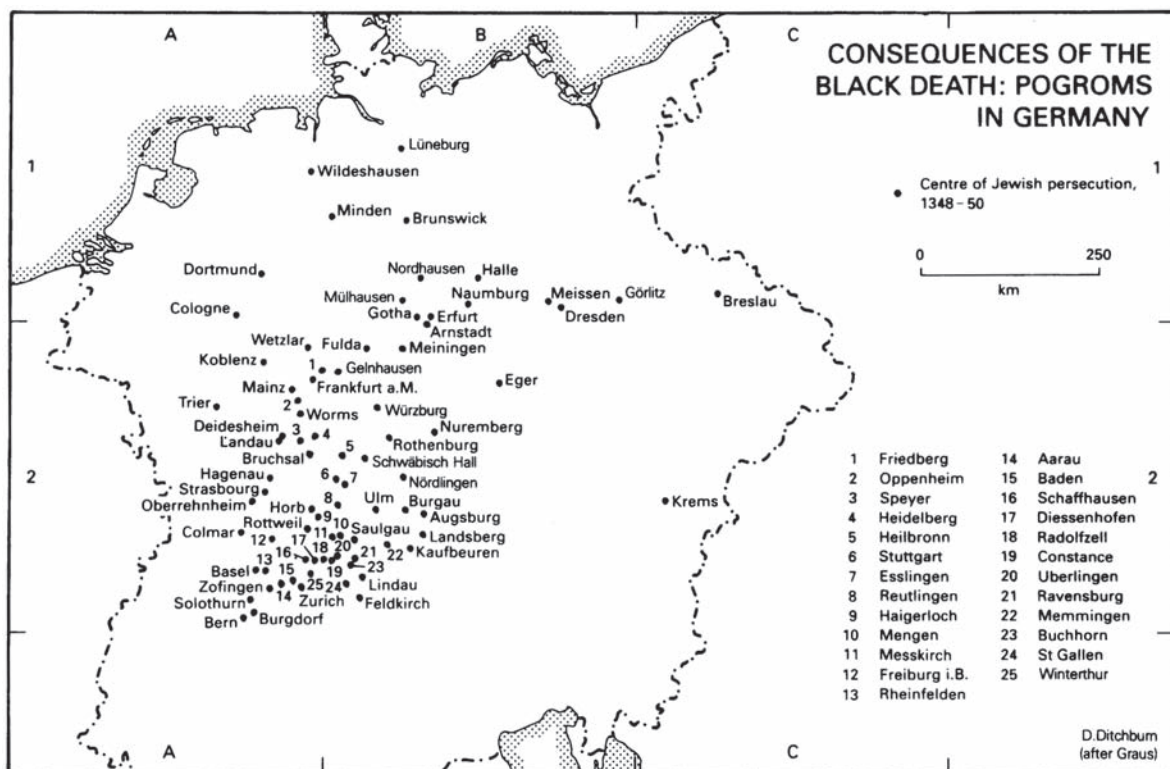 A
B
C
CONSEQUENCES OF THE
BLACK DEATH: POGROMS
IN GERMANY
1
1
Centre of Jewish persecution,
1348-50
0 250
km
Lüneburg
Wildeshausen
Minden
Brunswick
Dortmund
Nordhausen
Halle
Mülhausen
Naumburg
Meissen
Görlitz
Breslau
Cologne
Gotha
Erfurt
Dresden
Arnstadt
Wetzlar
Fulda
Meiningen
Koblenz
1
Gelnhausen
Frankfurt a.M.
Eger
Mainz
Trier
2
Worms
Würzburg
Deidesheim
3
4
Nuremberg
Landau
Rothenburg
Bruchsal
5
Schwäbisch Hall
Hagenau
6
7
Nördlingen
2
2
Strasbourg
Krems
Oberrehnheim
Horb
8
Ulm
Burgau
9
Augsburg
Rottweil
Colmar
12
11
10
Saulgau
Landsberg
17
20
22
Kaufbeuren
16
18
21
Basel
13
19
23
15
Zofingen
25
24
Lindau
14
Zurich
Solothurn
Feldkirch
Bern
Burgdorf
1 Friedberg
2 Oppenheim
3 Speyer
4 Heidelberg
5 Heilbronn
6 Stuttgart
7 Esslingen
8 Reutlingen
9 Haigerloch
10 Mengen
11 Messkirch
12 Freiburg i.B.
13 Rheinfelden
14 Aarau
15 Baden
16 Schaffhausen
17 Diessenhofen
18 Radolfzell
19 Constance
20 Uberlingen
21 Ravensburg
22 Memmingen
23 Buchhorn
24 St Gallen
25 Winterthur
A
C
D.Ditchburn
(after Graus)